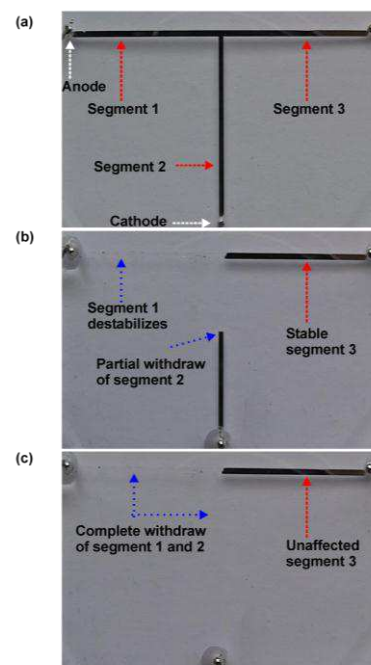 (a)
Anode
Segment 1
Segment 3
Segment 2
Cathode
(b)
Segment 1
destabilizes
Stable
segment 3
Partial withdraw
of segment 2
(c)
Complete withdraw
of segment 1 and 2
Unaffected
segment 3